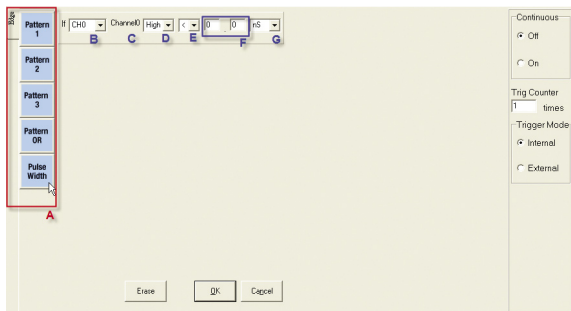 Edge
Pattern
1
Pattern
2
Pattern
3
Pattern
OR
Pulse
Width
A
If CH0 Channel0 High < 0 . 0 nS
B C D E F G
Erase OK Cancel
Continuous
Off
On
Trig Counter
1 times
Trigger Mode
Internal
External